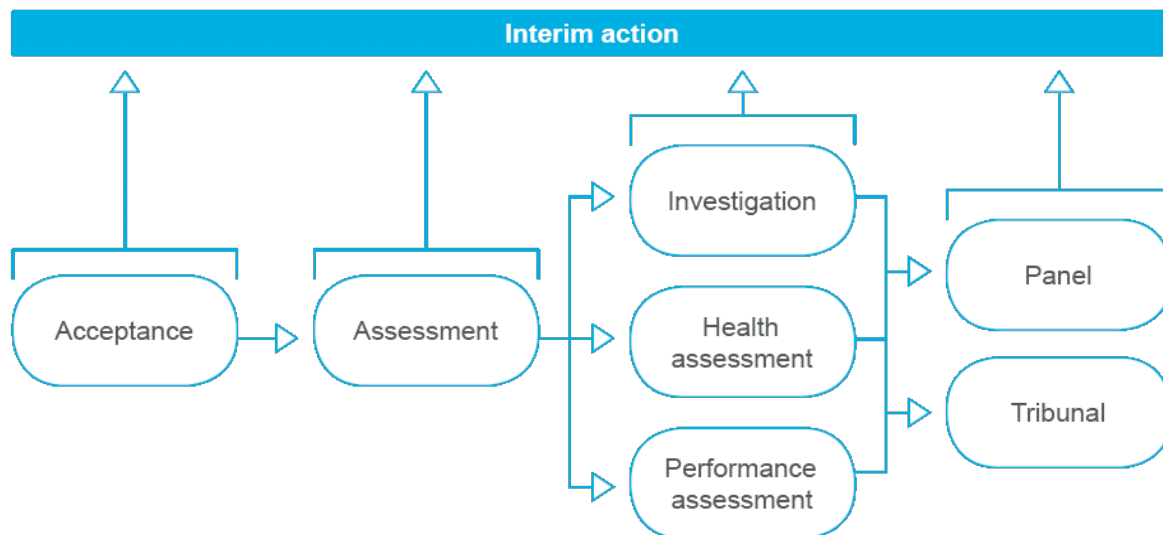 Interim action
Acceptance
Assessment
Investigation
Health
assessment
Performance
assessment
Panel
Tribunal